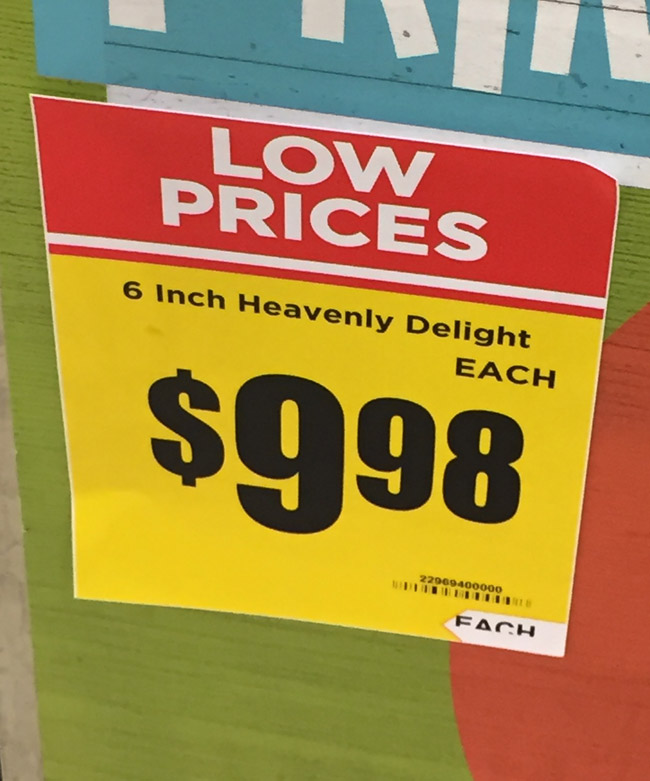 LOW
PRICES
6 Inch Heavenly Delight
EACH
$998
22969400000
EACH